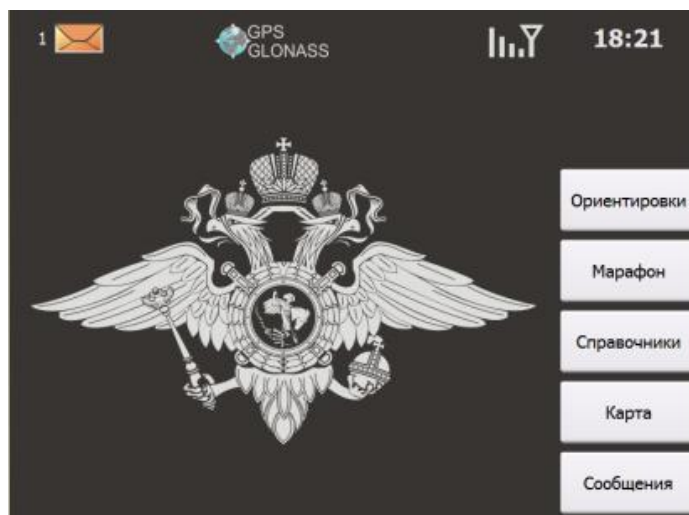 1
GPS
GLONASS
18:21
Ориентировки
Марафон
Справочники
Карта
Сообщения